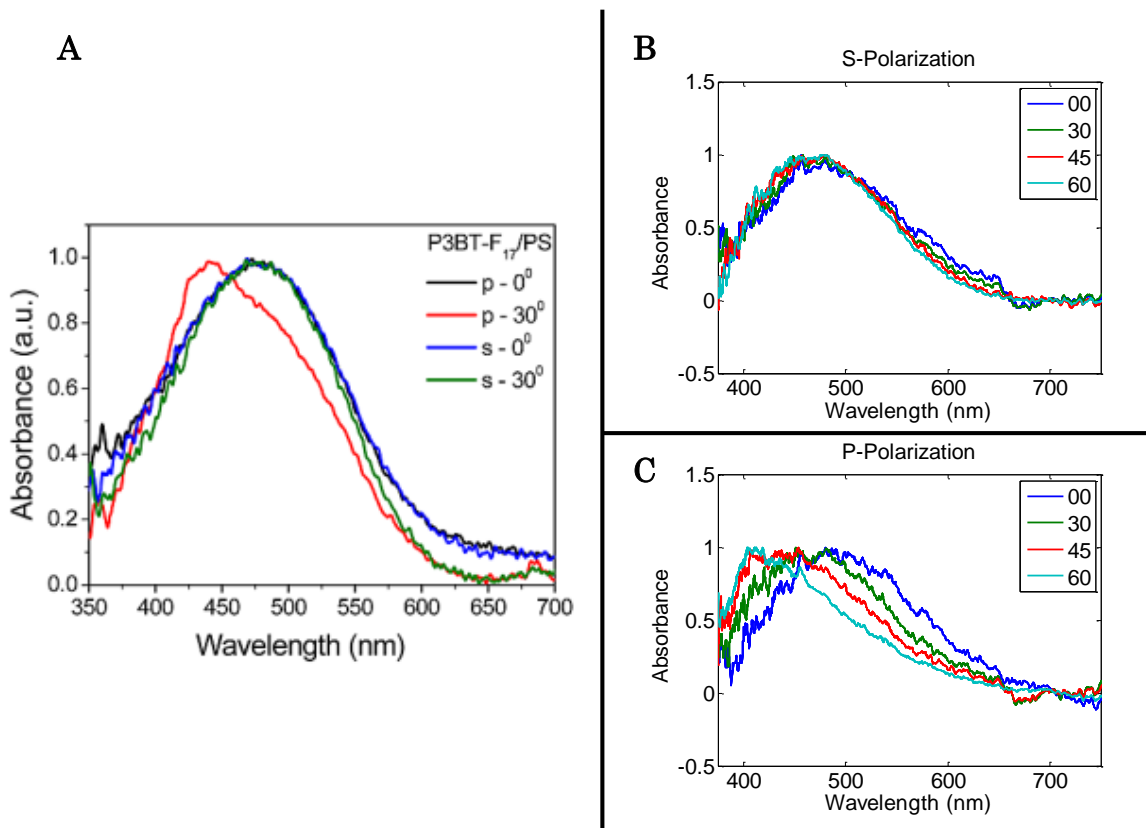 A
P3BT-F17/PS
p - 0⁰
p - 30⁰
s - 0⁰
s - 30⁰
1.0
0.8
0.6
0.4
0.2
0.0
Absorbance (a.u.)
350 400 450 500 550 600 650 700
Wavelength (nm)
B
S-Polarization
00
30
45
60
1.5
1
0.5
0
-0.5
Absorbance
400 500 600 700
Wavelength (nm)
C
P-Polarization
00
30
45
60
1.5
1
0.5
0
-0.5
Absorbance
400 500 600 700
Wavelength (nm)